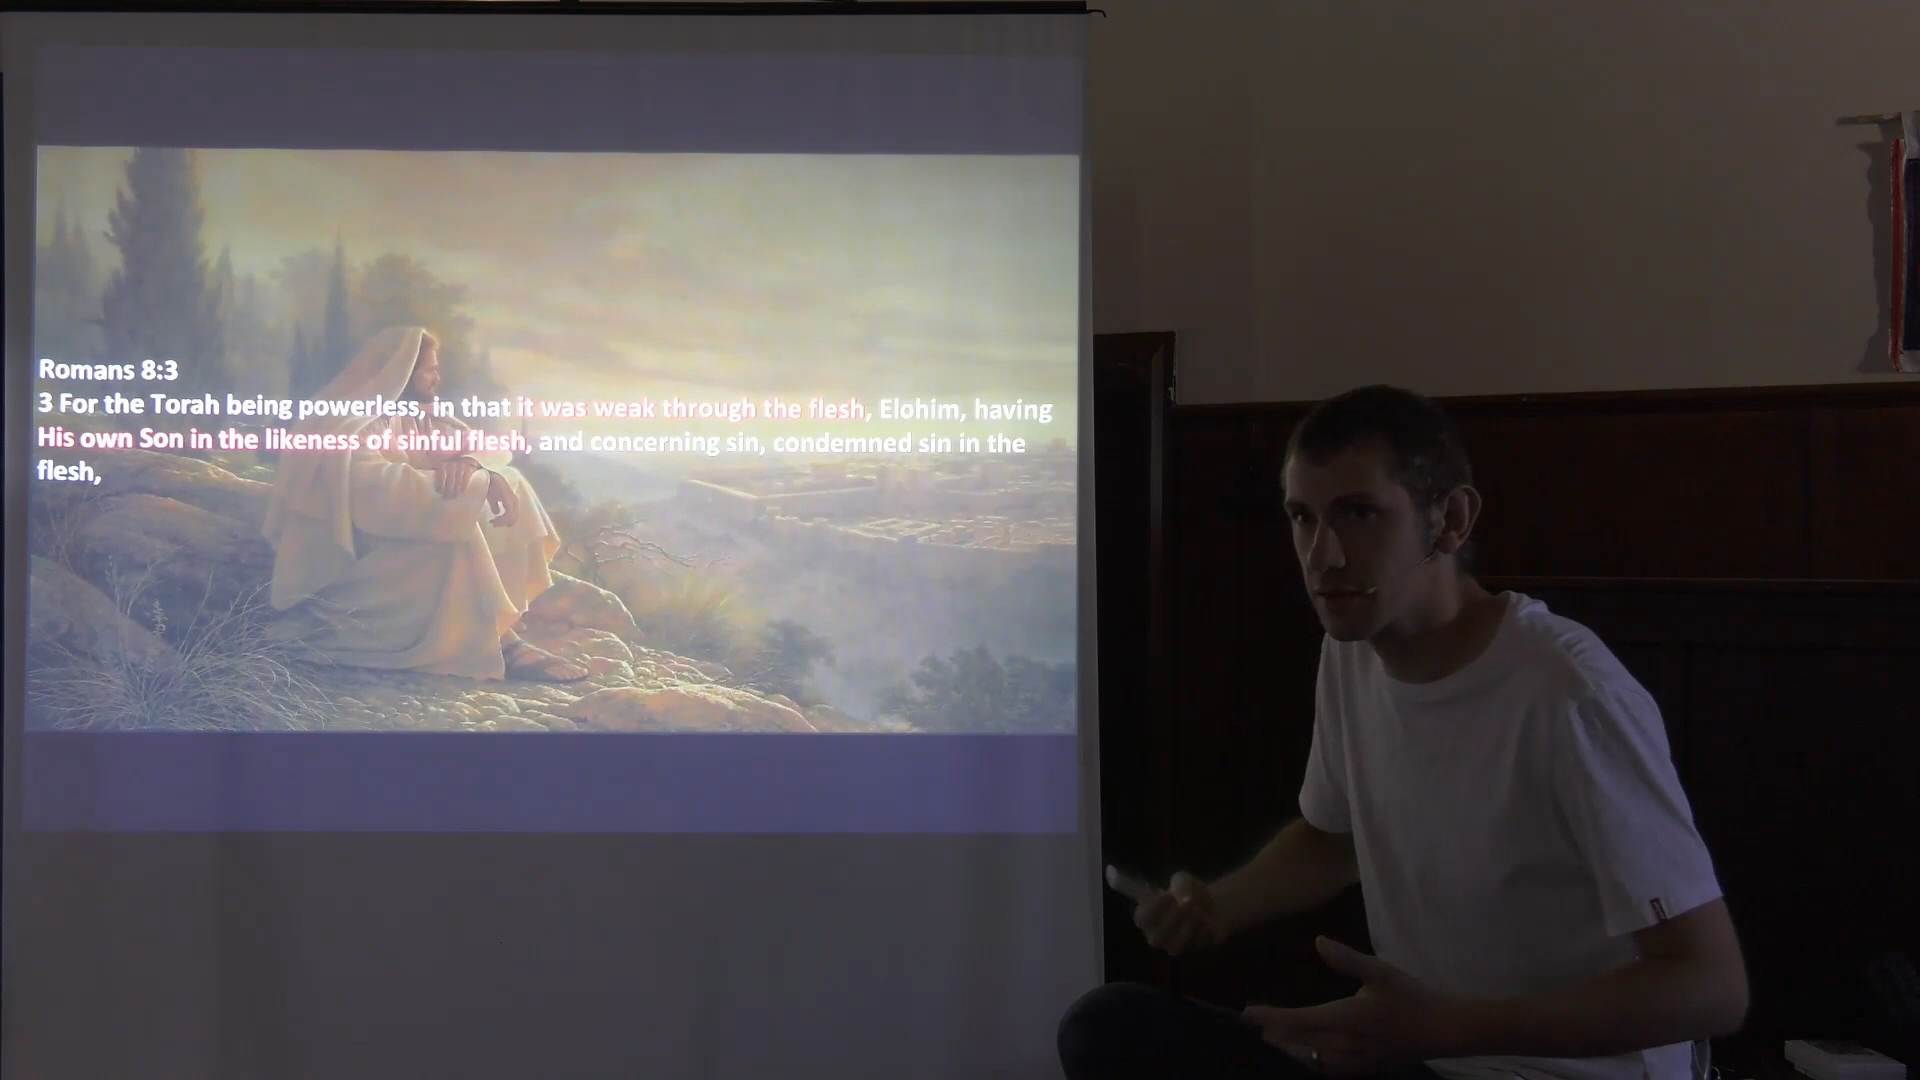 Romans 8:3
3 For the Torah being powerless, in that it was weak through the flesh, Elohim, having
His own Son in the likeness of sinful flesh, and concerning sin, condemned sin in the
flesh,